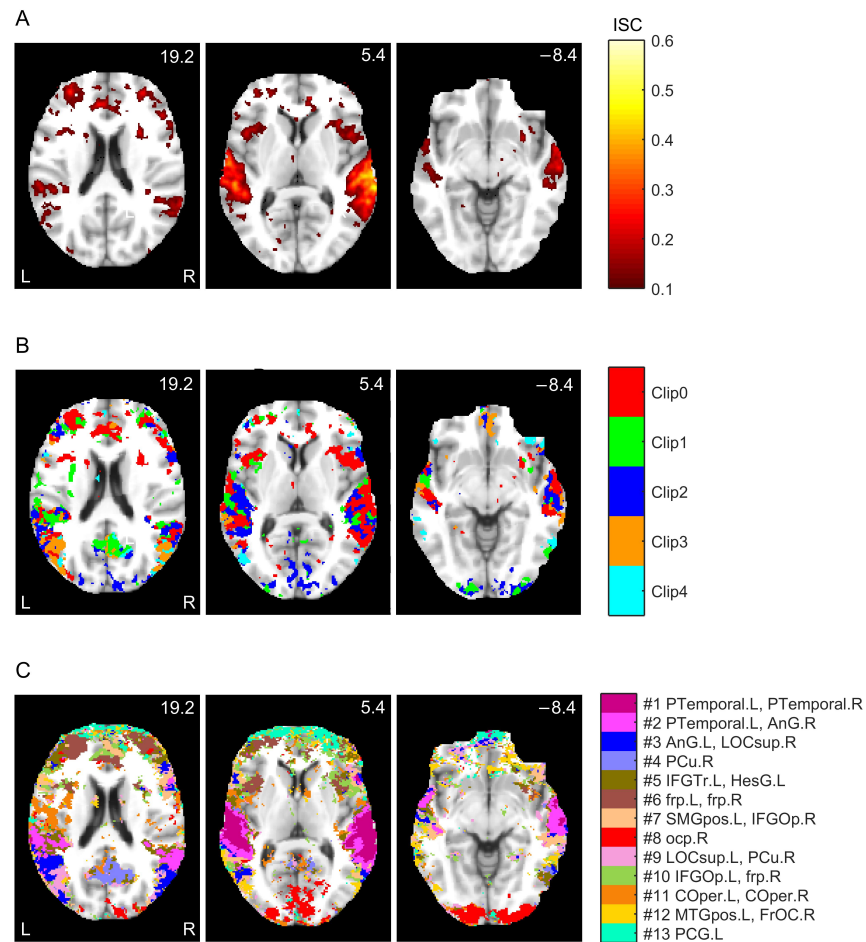 A
ISC
19.2
5.4
−8.4
L
R
0.6
0.5
0.4
0.3
0.2
0.1
B
19.2
5.4
−8.4
L
R
Clip0
Clip1
Clip2
Clip3
Clip4
C
19.2
5.4
−8.4
L
R
#1 PTemporal.L, PTemporal.R
#2 PTemporal.L, AnG.R
#3 AnG.L, LOCsup.R
#4 PCu.R
#5 IFGTr.L, HesG.L
#6 frp.L, frp.R
#7 SMGpos.L, IFGOp.R
#8 ocp.R
#9 LOCsup.L, PCu.R
#10 IFGOp.L, frp.R
#11 COper.L, COper.R
#12 MTGpos.L, FrOC.R
#13 PCG.L